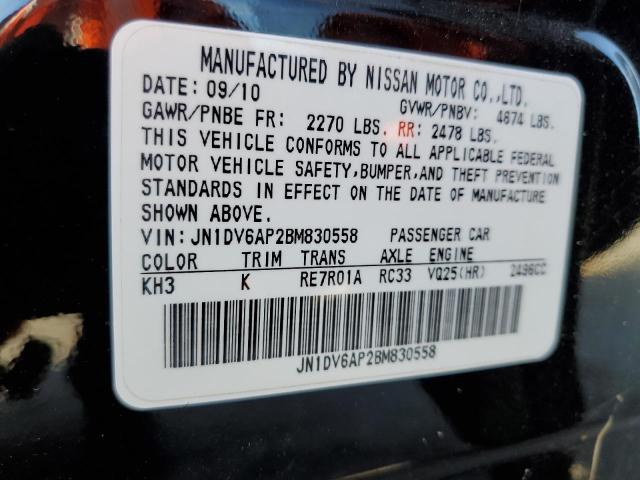 MANUFACTURED BY NISSAN MOTOR CO.,LTD.
DATE: 09/10 GVWR/PNBV: 4674 LBS.
GAWR/PNBE FR: 2270 LBS. RR: 2478 LBS.
THIS VEHICLE CONFORMS TO ALL APPLICABLE FEDERAL
MOTOR VEHICLE SAFETY,BUMPER,AND THEFT PREVENTION
STANDARDS IN EFFECT ON THE DATE OF MANUFACTURE
SHOWN ABOVE.
VIN: JN1DV6AP2BM830558 PASSENGER CAR
COLOR TRIM TRANS AXLE ENGINE
KH3 K RE7R01A RC33 VQ25(HR) 2496CC
JN1DV6AP2BM830558